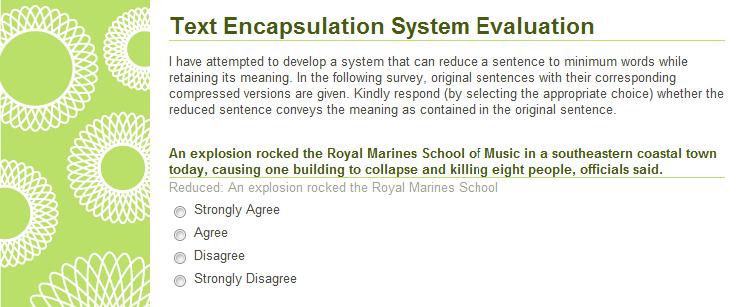 Text Encapsulation System Evaluation
I have attempted to develop a system that can reduce a sentence to minimum words while
retaining its meaning. In the following survey, original sentences with their corresponding
compressed versions are given. Kindly respond (by selecting the appropriate choice) whether the
reduced sentence conveys the meaning as contained in the original sentence.
An explosion rocked the Royal Marines School of Music in a southeastern coastal town
today, causing one building to collapse and killing eight people, officials said.
Reduced: An explosion rocked the Royal Marines School
Strongly Agree
Agree
Disagree
Strongly Disagree